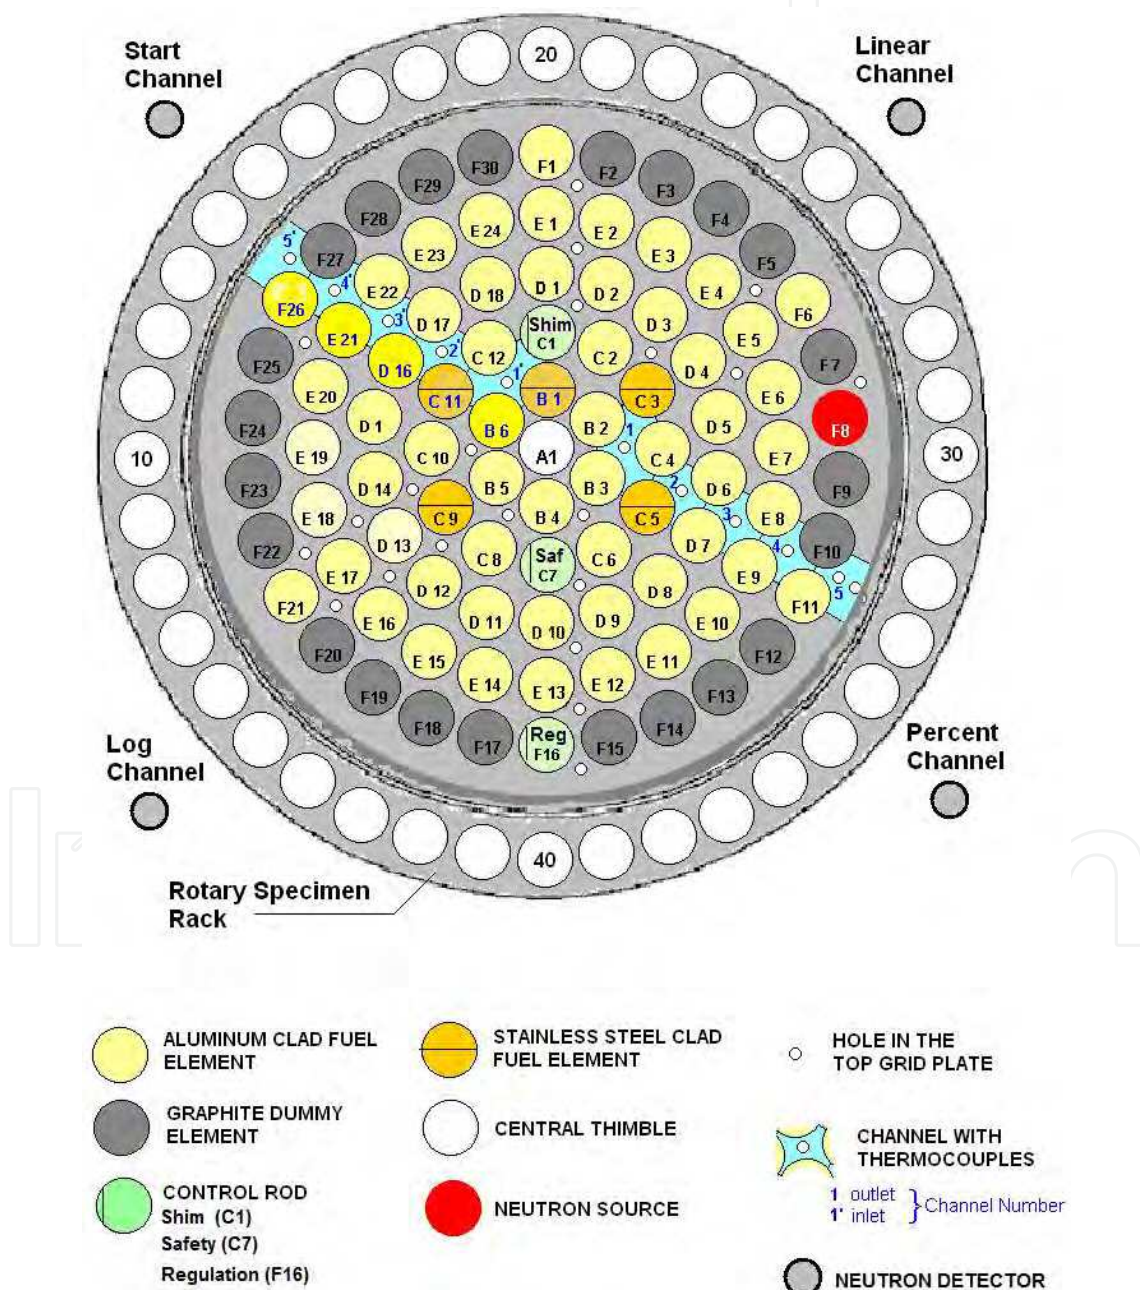 Start
Channel
Linear
Channel
20
F30
F1
F2
F29
F3
F28
F4
E 24
E 1
E 2
F27
E 23
E 3
F5
5'
4'
E 22
D 18
D 1
D 2
E 4
F26
3'
D 17
Shim
C1
D 3
F6
E 21
2'
C 12
C 2
E 5
F25
D 16
1'
D 4
F7
E 20
C 11
B 1
C 3
E 6
F24
D 1
B 6
B 2
1
D 5
F8
10
E 19
C 10
A1
C 4
E 7
30
F23
D 14
B 5
B 3
2
D 6
F9
E 18
C 9
B 4
C 5
3
E 8
F22
D 13
C 8
Saf
C7
C 6
D 7
4
F10
E 17
D 12
D 8
E 9
5
F21
E 16
D 11
D 10
D 9
E 10
F11
F20
E 15
E 14
E 13
E 12
E 11
F12
F19
F13
F18
F17
Reg
F16
F15
F14
Log
Channel
Percent
Channel
40
Rotary Specimen
Rack
ALUMINUM CLAD FUEL
ELEMENT
STAINLESS STEEL CLAD
FUEL ELEMENT
HOLE IN THE
TOP GRID PLATE
GRAPHITE DUMMY
ELEMENT
CENTRAL THIMBLE
CHANNEL WITH
THERMOCOUPLES
1 outlet
1' inlet
Channel Number
CONTROL ROD
Shim (C1)
Safety (C7)
Regulation (F16)
NEUTRON SOURCE
NEUTRON DETECTOR